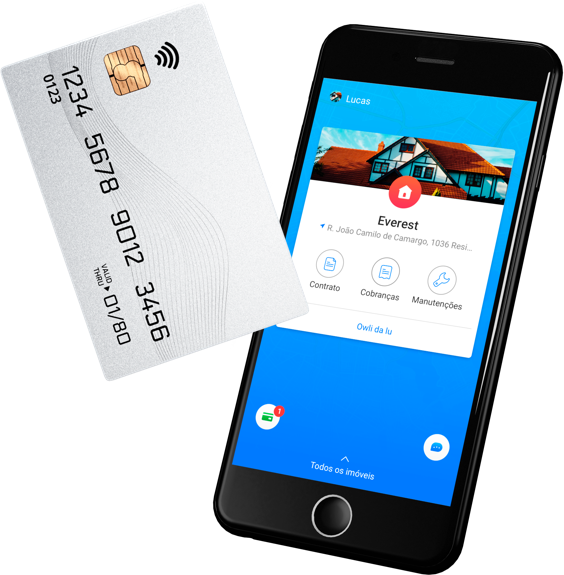 1234 5678 9012 3456
0123
VALID
THRU
01/80
Lucas
Everest
R. João Camilo de Camargo, 1036 Resi...
Contrato
Cobranças
Manutenções
Owli da lu
1
Todos os imóveis